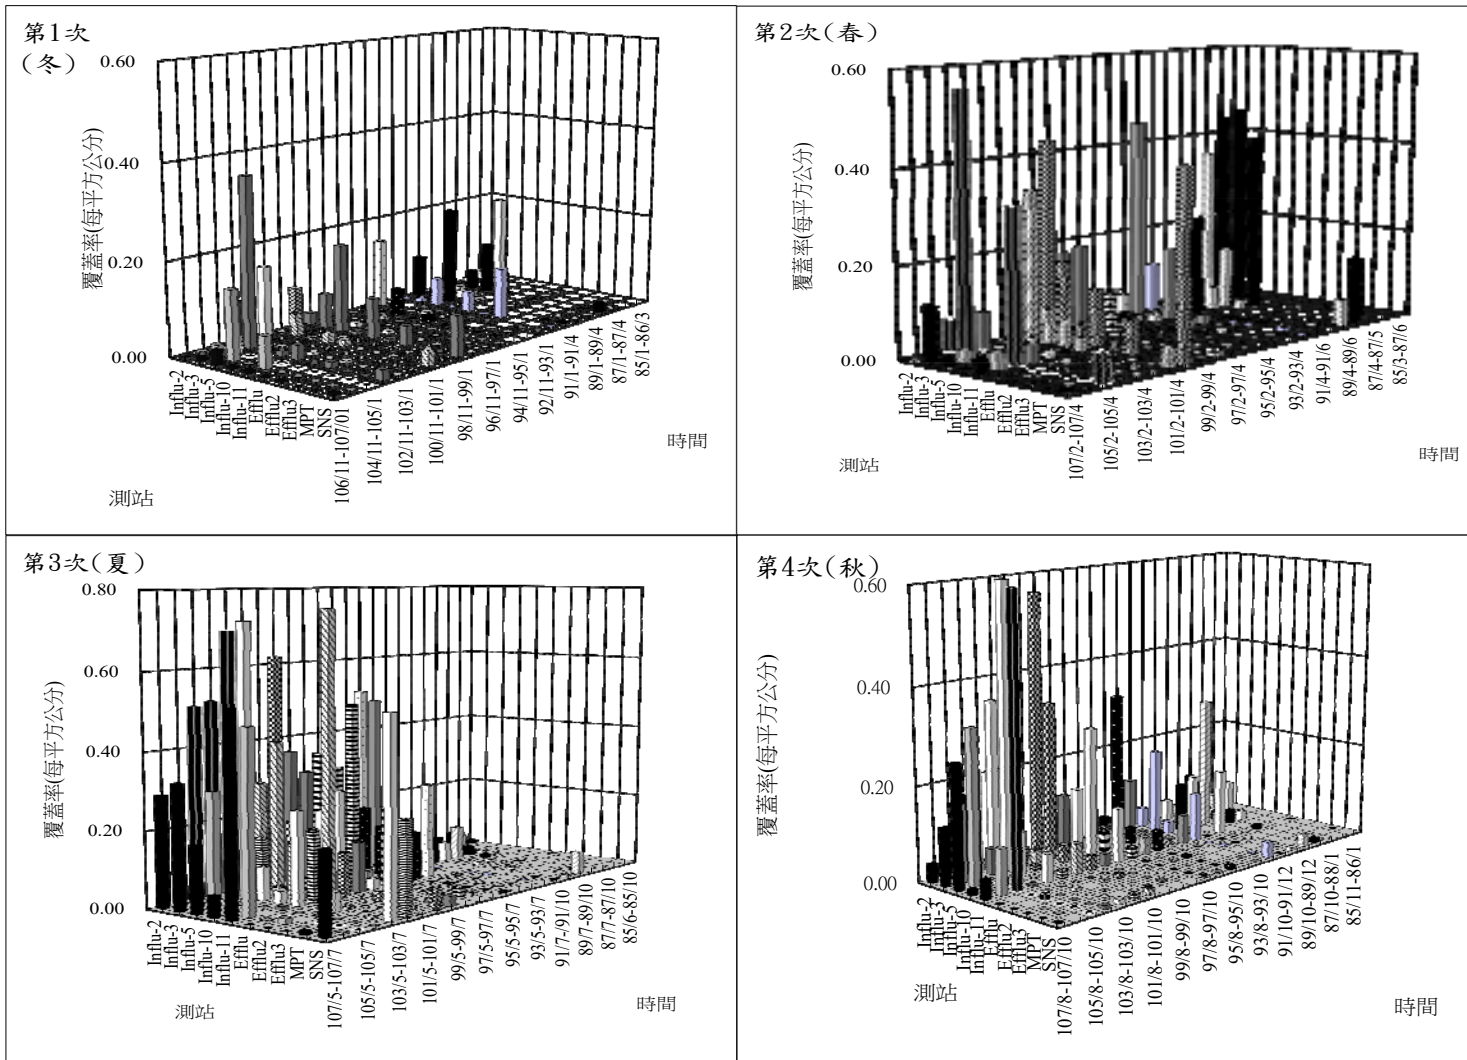 第1次
(冬)
0.60
0.40
0.20
0.00
覆蓋率(每平方公分)
Influ-2
Influ-3
Influ-5
Influ-10
Influ-11
Efflu
Efflu2
Efflu3
MPT
SNS
106/11-107/01
104/11-105/1
102/11-103/1
100/11-101/1
98/11-99/1
96/11-97/1
94/11-95/1
92/11-93/1
91/1-91/4
89/1-89/4
87/1-87/4
85/1-86/3
時間
測站
第2次(春)
0.60
0.40
0.20
0.00
覆蓋率(每平方公分)
Influ-2
Influ-3
Influ-5
Influ-10
Influ-11
Efflu
Efflu2
Efflu3
MPT
SNS
107/2-107/4
105/2-105/4
103/2-103/4
101/2-101/4
99/2-99/4
97/2-97/4
95/2-95/4
93/2-93/4
91/4-91/6
89/4-89/6
87/4-87/5
85/3-87/6
時間
測站
第3次(夏)
0.80
0.60
0.40
0.20
0.00
覆蓋率(每平方公分)
Influ-2
Influ-3
Influ-5
Influ-10
Influ-11
Efflu
Efflu2
Efflu3
MPT
SNS
107/5-107/7
105/5-105/7
103/5-103/7
101/5-101/7
99/5-99/7
97/5-97/7
95/5-95/7
93/5-93/7
91/7-/91/10
89/7-89/10
87/7-87/10
85/6-85/10
時間
測站
第4次(秋)
0.60
0.40
0.20
0.00
覆蓋率(每平方公分)
Influ-2
Influ-3
Influ-5
Influ-10
Influ-11
Efflu
Efflu2
Efflu3
MPT
SNS
107/8-107/10
105/8-105/10
103/8-103/10
101/8-101/10
99/8-99/10
97/8-97/10
95/8-95/10
93/8-93/10
91/10-91/12
89/10-89/12
87/10-88/1
85/11-86/1
時間
測站